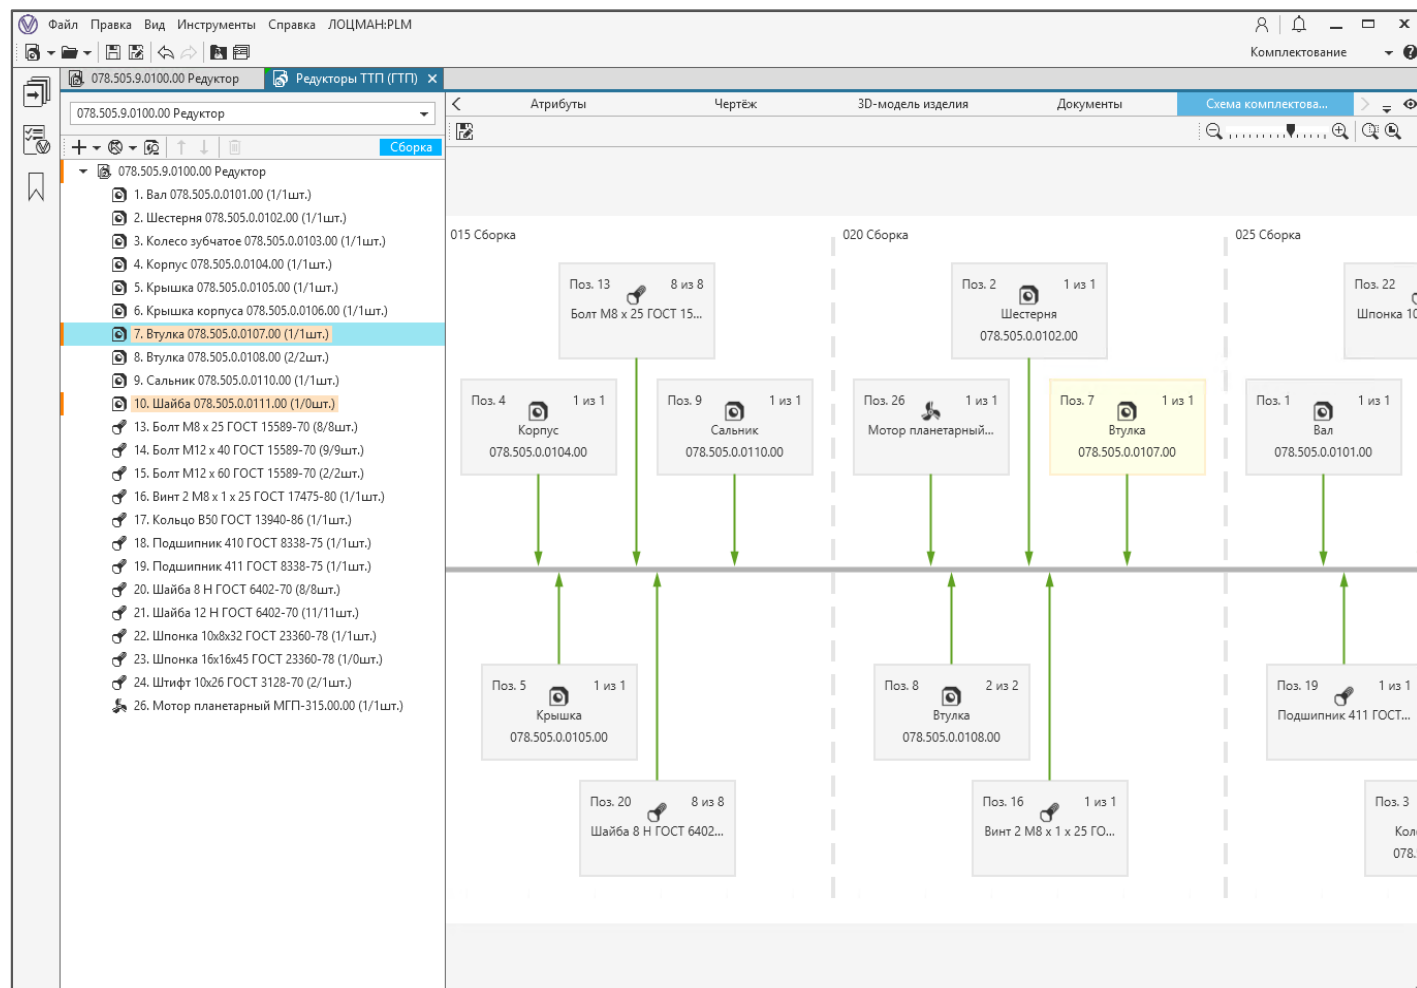 Файл Правка Вид Инструменты Справка ЛОЦМАН:PLM
Комплектование
078.505.9.0100.00 Редуктор
Редукторы ТТП (ГТП)
078.505.9.0100.00 Редуктор
Атрибуты Чертёж 3D-модель изделия Документы Схема комплектова...
Сборка
078.505.9.0100.00 Редуктор
1. Вал 078.505.0.0101.00 (1/1шт.)
2. Шестерня 078.505.0.0102.00 (1/1шт.)
3. Колесо зубчатое 078.505.0.0103.00 (1/1шт.)
4. Корпус 078.505.0.0104.00 (1/1шт.)
5. Крышка 078.505.0.0105.00 (1/1шт.)
6. Крышка корпуса 078.505.0.0106.00 (1/1шт.)
7. Втулка 078.505.0.0107.00 (1/1шт.)
8. Втулка 078.505.0.0108.00 (2/2шт.)
9. Сальник 078.505.0.0110.00 (1/1шт.)
10. Шайба 078.505.0.0111.00 (1/0шт.)
13. Болт М8 х 25 ГОСТ 15589-70 (8/8шт.)
14. Болт М12 х 40 ГОСТ 15589-70 (9/9шт.)
15. Болт М12 х 60 ГОСТ 15589-70 (2/2шт.)
16. Винт 2 М8 х 1 х 25 ГОСТ 17475-80 (1/1шт.)
17. Кольцо В50 ГОСТ 13940-86 (1/1шт.)
18. Подшипник 410 ГОСТ 8338-75 (1/1шт.)
19. Подшипник 411 ГОСТ 8338-75 (1/1шт.)
20. Шайба 8 Н ГОСТ 6402-70 (8/8шт.)
21. Шайба 12 Н ГОСТ 6402-70 (11/11шт.)
22. Шпонка 10х8х32 ГОСТ 23360-78 (1/1шт.)
23. Шпонка 16х16х45 ГОСТ 23360-78 (1/0шт.)
24. Штифт 10х26 ГОСТ 3128-70 (2/1шт.)
26. Мотор планетарный МГП-315.00.00 (1/1шт.)
015 Сборка
Поз. 13 8 из 8
Болт М8 х 25 ГОСТ 15...
Поз. 4 1 из 1
Корпус
078.505.0.0104.00
Поз. 9 1 из 1
Сальник
078.505.0.0110.00
Поз. 5 1 из 1
Крышка
078.505.0.0105.00
Поз. 20 8 из 8
Шайба 8 Н ГОСТ 6402...
020 Сборка
Поз. 2 1 из 1
Шестерня
078.505.0.0102.00
Поз. 26 1 из 1
Мотор планетарный...
Поз. 7 1 из 1
Втулка
078.505.0.0107.00
Поз. 8 2 из 2
Втулка
078.505.0.0108.00
Поз. 16 1 из 1
Винт 2 М8 х 1 х 25 ГО...
025 Сборка
Поз. 22
Шпонка 10
Поз. 1 1 из 1
Вал
078.505.0.0101.00
Поз. 19 1 из 1
Подшипник 411 ГОСТ...
Поз. 3
Коле
078.